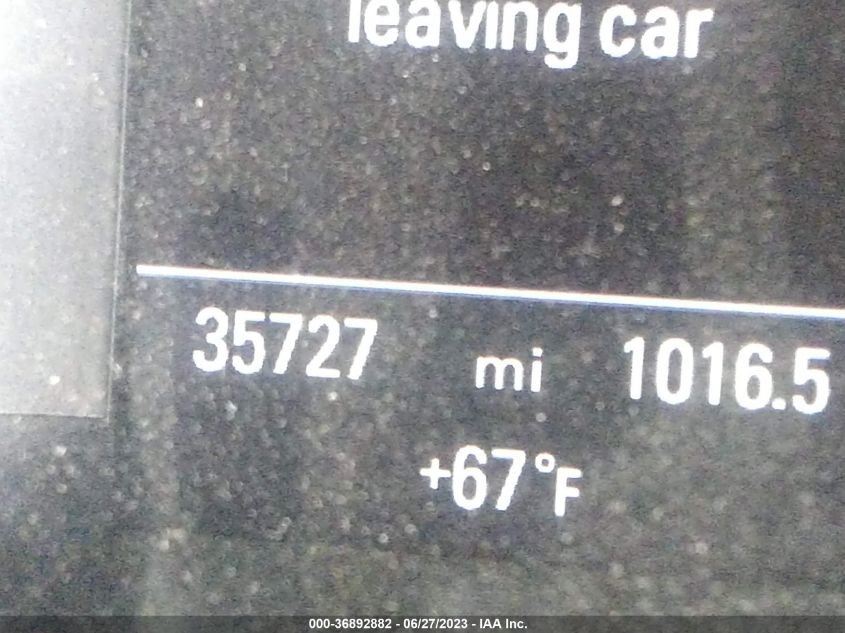 leaving car
35727 mi 1016.5
+67°F
000-36892882 - 06/27/2023 - IAA Inc.